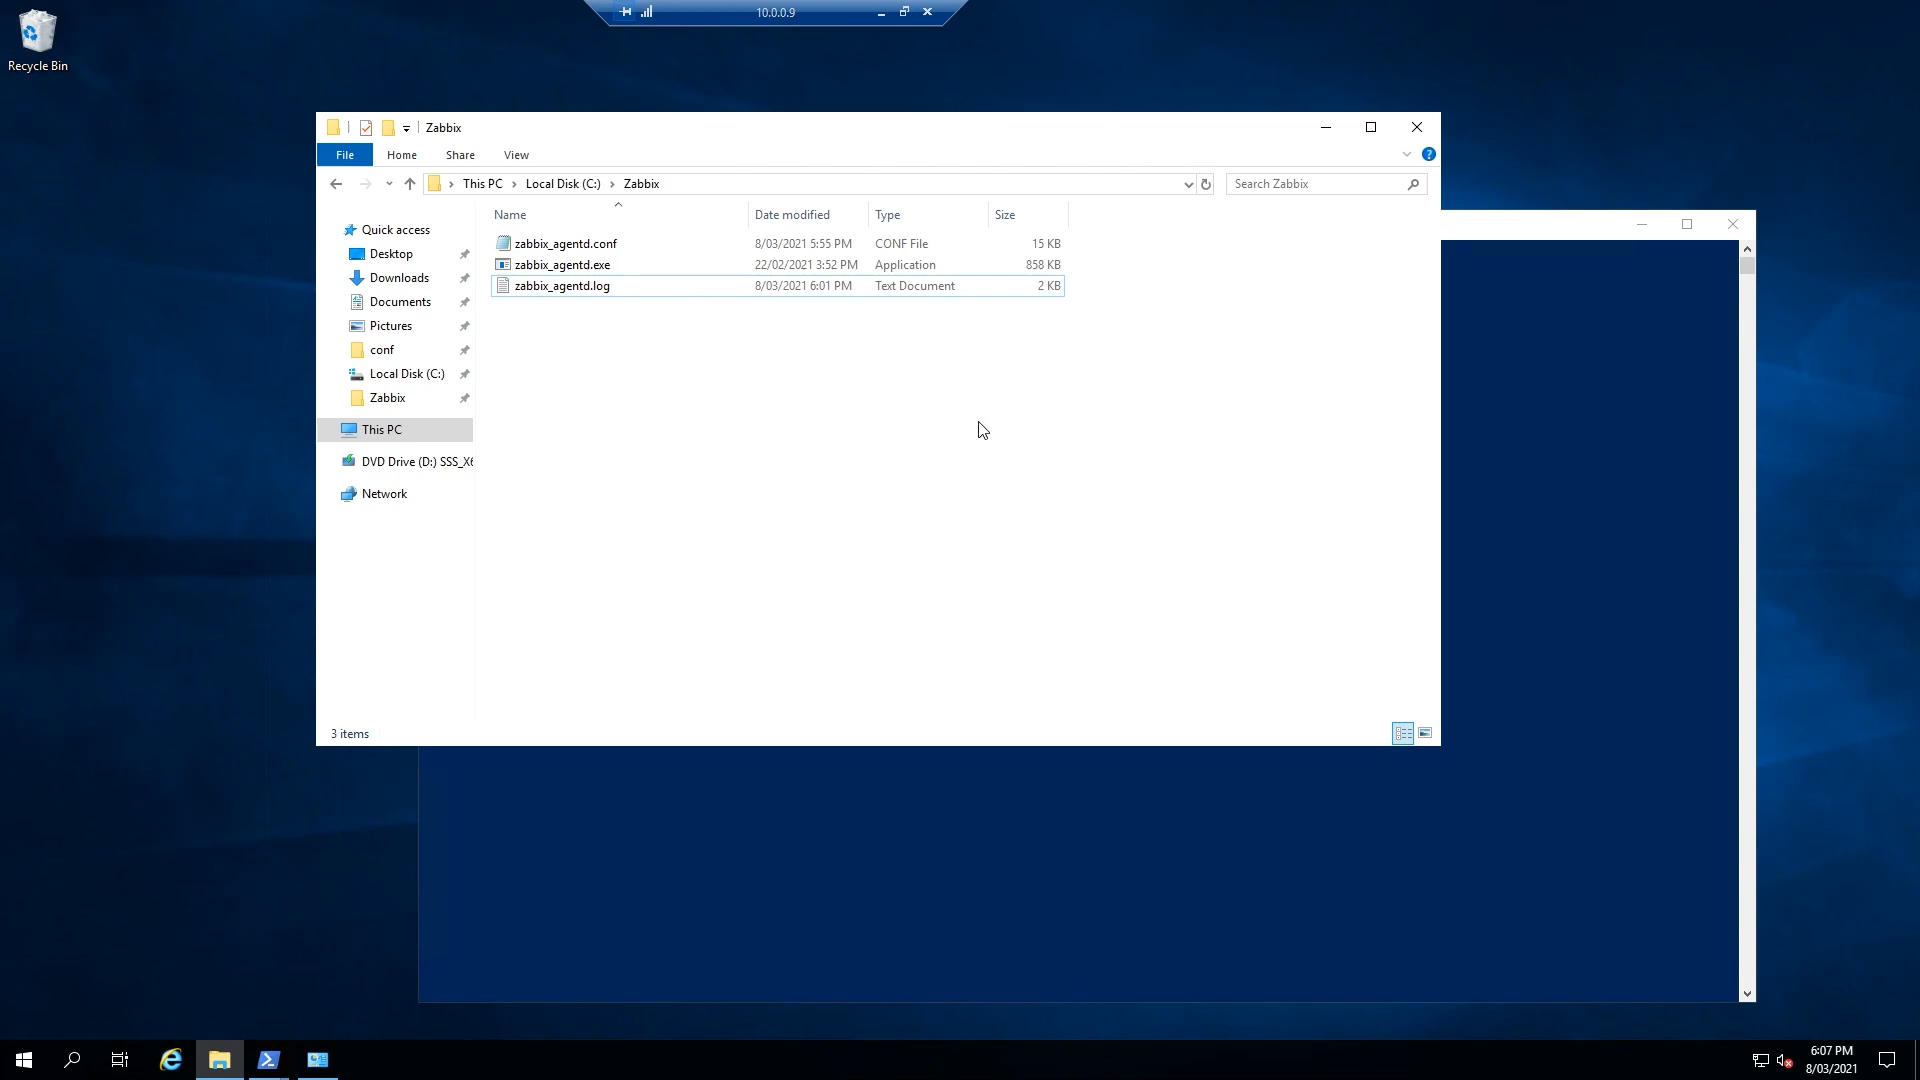 10.0.0.9
Recycle Bin
Zabbix
File Home Share View
This PC Local Disk (C:) Zabbix
Search Zabbix
Name Date modified Type Size
zabbix_agentd.conf 8/03/2021 5:55 PM CONF File 15 KB
zabbix_agentd.exe 22/02/2021 3:52 PM Application 858 KB
zabbix_agentd.log 8/03/2021 6:01 PM Text Document 2 KB
Quick access
Desktop
Downloads
Documents
Pictures
conf
Local Disk (C:)
Zabbix
This PC
DVD Drive (D:) SSS_X6
Network
3 items
6:07 PM
8/03/2021